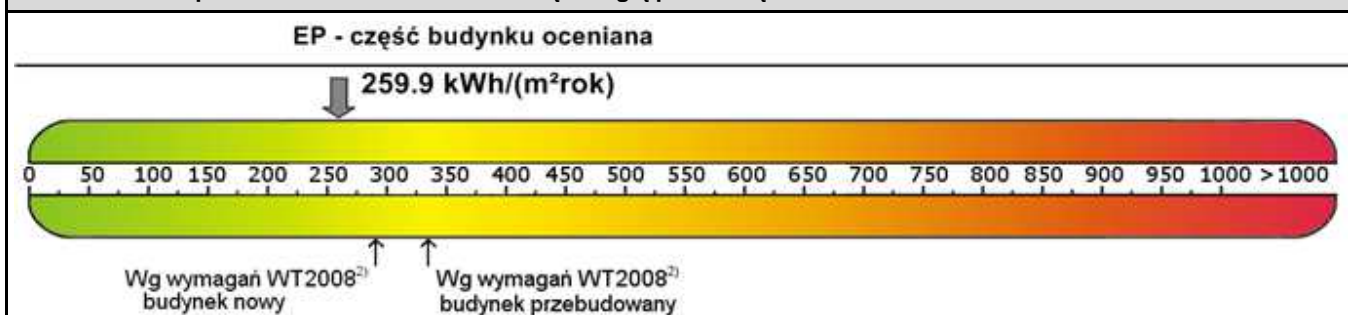 EP - część budynku oceniana
259.9 kWh/(m²rok)
0 50 100 150 200 250 300 350 400 450 500 550 600 650 700 750 800 850 900 950 1000 >1000
Wg wymagań WT2008²⁾
budynek nowy
Wg wymagań WT2008²⁾
budynek przebudowany